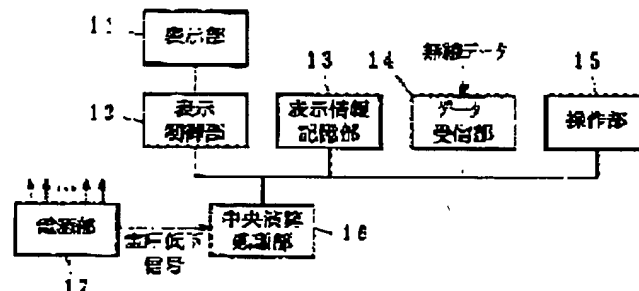 11
表示部
無線データ
12
13
14
15
表示
制御部
表示情報
記憶部
データ
受信部
操作部
電源部
電圧低下
信号
中央演算
処理部
16
17